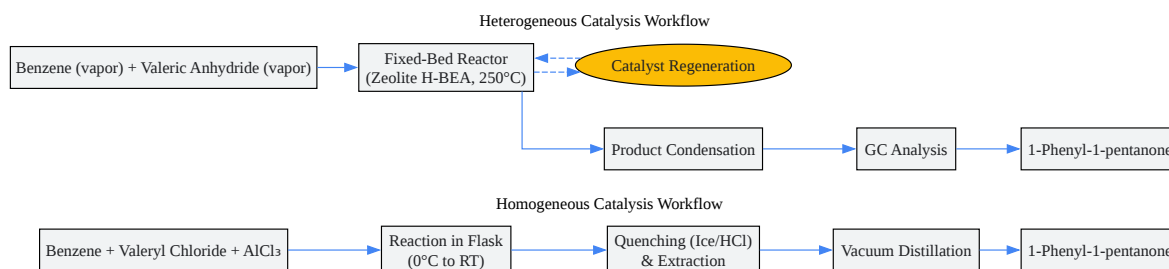 Heterogeneous Catalysis Workflow
Benzene (vapor) + Valeric Anhydride (vapor)
Fixed-Bed Reactor
(Zeolite H-BEA, 250°C)
Catalyst Regeneration
Product Condensation
GC Analysis
1-Phenyl-1-pentanone
Homogeneous Catalysis Workflow
Benzene + Valeryl Chloride + AlCl₃
Reaction in Flask
(0°C to RT)
Quenching (Ice/HCl)
& Extraction
Vacuum Distillation
1-Phenyl-1-pentanone